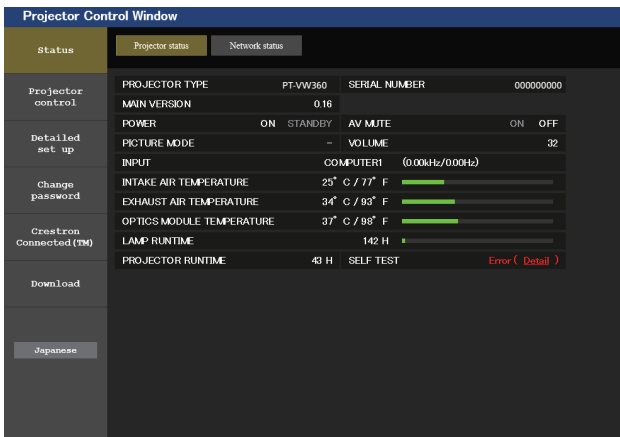 Projector Control Window
Status
Projector status
Network status
Projector
control
Detailed
set up
Change
password
Crestron
Connected(TM)
Download
Japanese
PROJECTOR TYPE PT-VW360 SERIAL NUMBER 000000000
MAIN VERSION 0.16
POWER ON STANDBY AV MUTE ON OFF
PICTURE MODE – VOLUME 32
INPUT COMPUTER1 (0.00kHz/0.00Hz)
INTAKE AIR TEMPERATURE 25° C / 77° F
EXHAUST AIR TEMPERATURE 34° C / 93° F
OPTICS MODULE TEMPERATURE 37° C / 98° F
LAMP RUNTIME 142 H
PROJECTOR RUNTIME 43 H SELF TEST Error ( Detail )